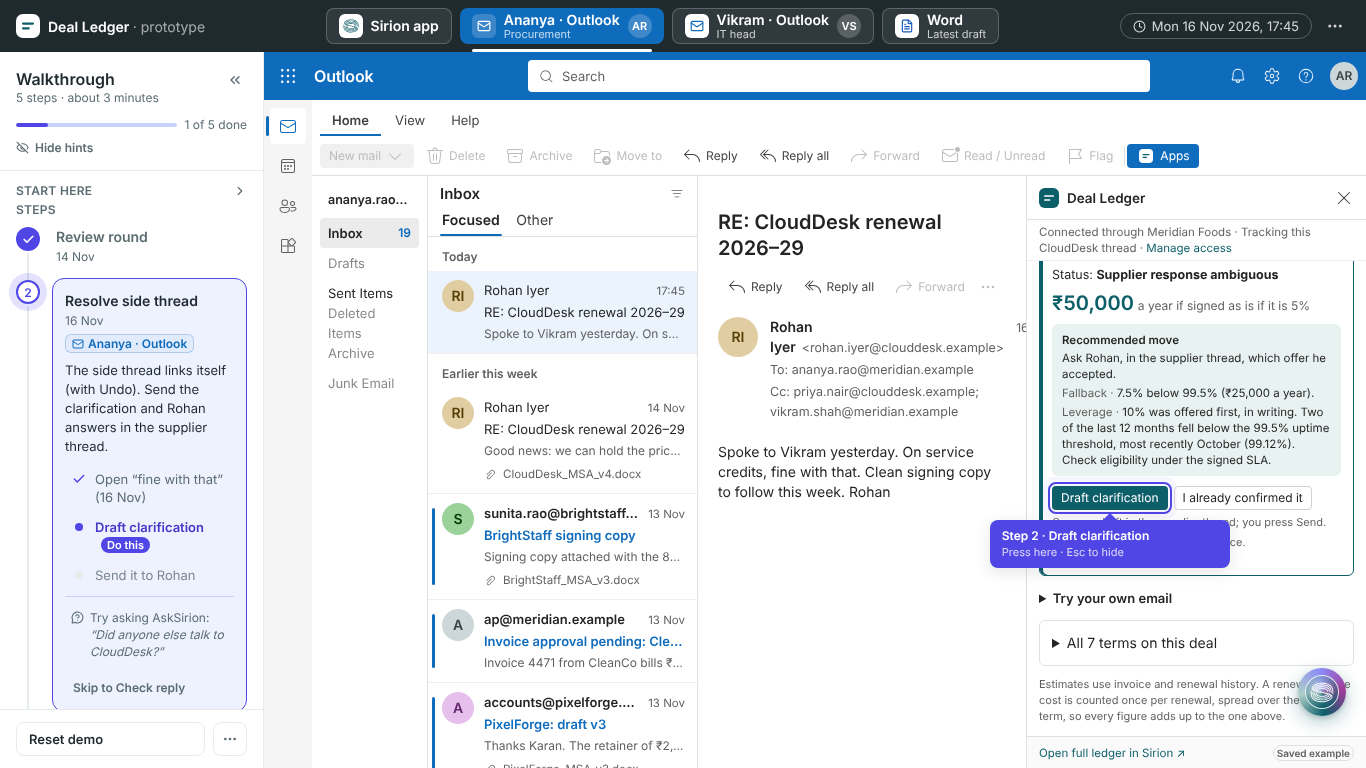 Deal Ledger · prototype
Sirion app
Ananya · Outlook
Procurement
AR
Vikram · Outlook
IT head
VS
Word
Latest draft
Mon 16 Nov 2026, 17:45
Walkthrough
5 steps · about 3 minutes
1 of 5 done
Hide hints
START HERE
STEPS
Review round
14 Nov
2
Resolve side thread
16 Nov
Ananya · Outlook
The side thread links itself
(with Undo). Send the
clarification and Rohan
answers in the supplier
thread.
Open “fine with that”
(16 Nov)
Draft clarification
Do this
Send it to Rohan
Try asking AskSirion:
“Did anyone else talk to
CloudDesk?”
Skip to Check reply
Reset demo
Outlook
Search
AR
Home
View
Help
New mail
Delete
Archive
Move to
Reply
Reply all
Forward
Read / Unread
Flag
Apps
ananya.rao...
Inbox 19
Drafts
Sent Items
Deleted
Items
Archive
Junk Email
Inbox
Focused
Other
Today
RI
Rohan Iyer 17:45
RE: CloudDesk renewal 2026–29
Spoke to Vikram yesterday. On s...
Earlier this week
RI
Rohan Iyer 14 Nov
RE: CloudDesk renewal 2026–29
Good news: we can hold the pric...
CloudDesk_MSA_v4.docx
S
sunita.rao@brightstaff... 13 Nov
BrightStaff signing copy
Signing copy attached with the 8...
BrightStaff_MSA_v3.docx
A
ap@meridian.example 13 Nov
Invoice approval pending: Cle...
Invoice 4471 from CleanCo bills ₹...
A
accounts@pixelforge.... 13 Nov
PixelForge: draft v3
Thanks Karan. The retainer of ₹2,...
PixelForge_MSA_v3.docx
RE: CloudDesk renewal
2026–29
Reply
Reply all
Forward
RI
Rohan
Iyer <rohan.iyer@clouddesk.example>
16
To: ananya.rao@meridian.example
Cc: priya.nair@clouddesk.example;
vikram.shah@meridian.example
Spoke to Vikram yesterday. On service
credits, fine with that. Clean signing copy
to follow this week. Rohan
Deal Ledger
Connected through Meridian Foods · Tracking this
CloudDesk thread · Manage access
Status: Supplier response ambiguous
₹50,000 a year if signed as is if it is 5%
Recommended move
Ask Rohan, in the supplier thread, which offer he
accepted.
Fallback · 7.5% below 99.5% (₹25,000 a year).
Leverage · 10% was offered first, in writing. Two
of the last 12 months fell below the 99.5% uptime
threshold, most recently October (99.12%).
Check eligibility under the signed SLA.
Draft clarification
I already confirmed it
you press Send.
Step 2 · Draft clarification
Press here · Esc to hide
Try your own email
All 7 terms on this deal
Estimates use invoice and renewal history. A
cost is counted once per renewal, spread over the
term, so every figure adds up to the one above.
Open full ledger in Sirion ↗
Saved example